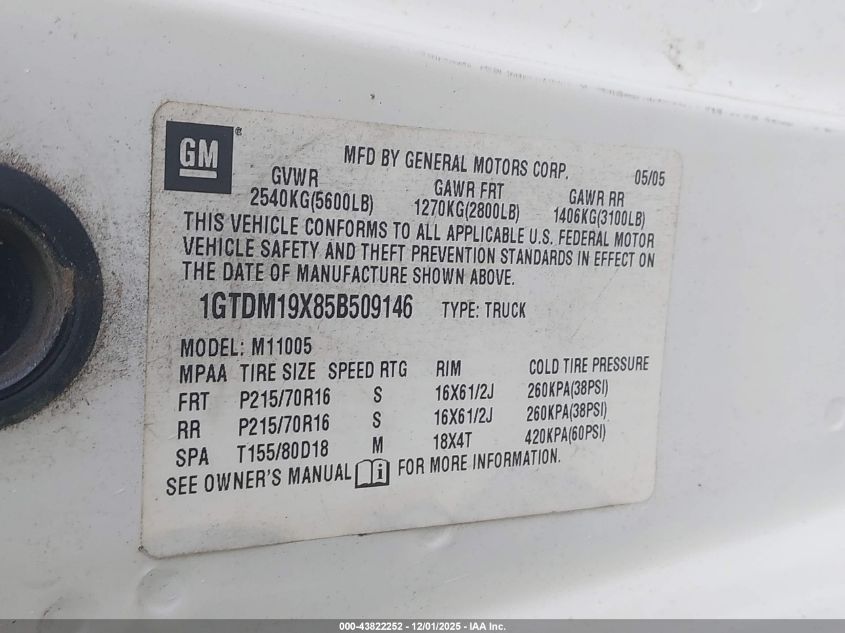 GM®
MFD BY GENERAL MOTORS CORP. 05/05
GVWR GAWR FRT GAWR RR
2540KG(5600LB) 1270KG(2800LB) 1406KG(3100LB)
THIS VEHICLE CONFORMS TO ALL APPLICABLE U.S. FEDERAL MOTOR
VEHICLE SAFETY AND THEFT PREVENTION STANDARDS IN EFFECT ON
THE DATE OF MANUFACTURE SHOWN ABOVE.
1GTDM19X85B509146 TYPE: TRUCK
MODEL: M11005
MPAA TIRE SIZE SPEED RTG RIM COLD TIRE PRESSURE
FRT P215/70R16 S 16X61/2J 260KPA(38PSI)
RR P215/70R16 S 16X61/2J 260KPA(38PSI)
SPA T155/80D18 M 18X4T 420KPA(60PSI)
SEE OWNER'S MANUAL i FOR MORE INFORMATION.
000-43822252 - 12/01/2025 - IAA Inc.